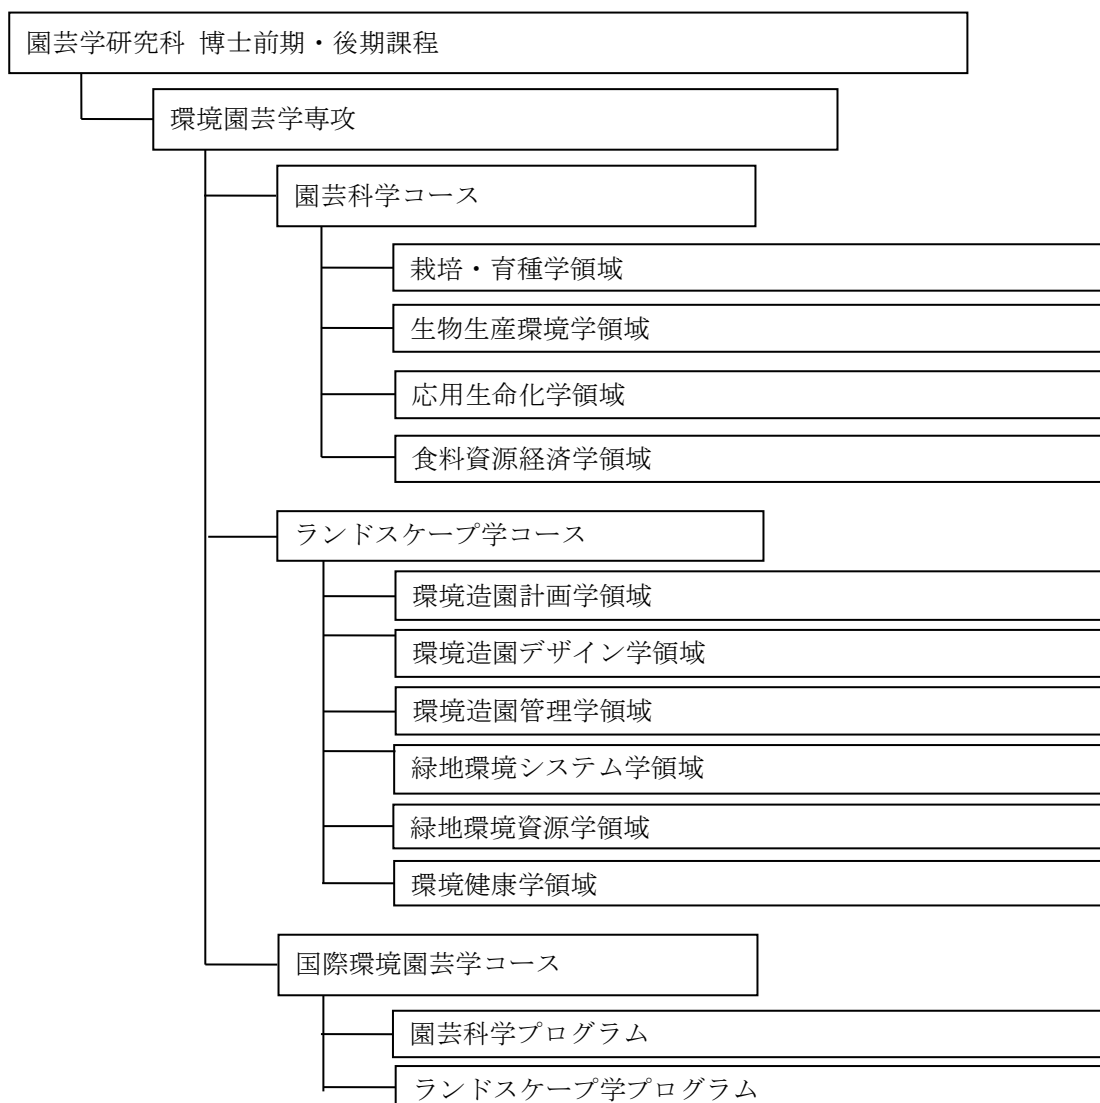 園芸学研究科 博士前期・後期課程
環境園芸学専攻
園芸科学コース
栽培・育種学領域
生物生産環境学領域
応用生命化学領域
食料資源経済学領域
ランドスケープ学コース
環境造園計画学領域
環境造園デザイン学領域
環境造園管理学領域
緑地環境システム学領域
緑地環境資源学領域
環境健康学領域
国際環境園芸学コース
園芸科学プログラム
ランドスケープ学プログラム